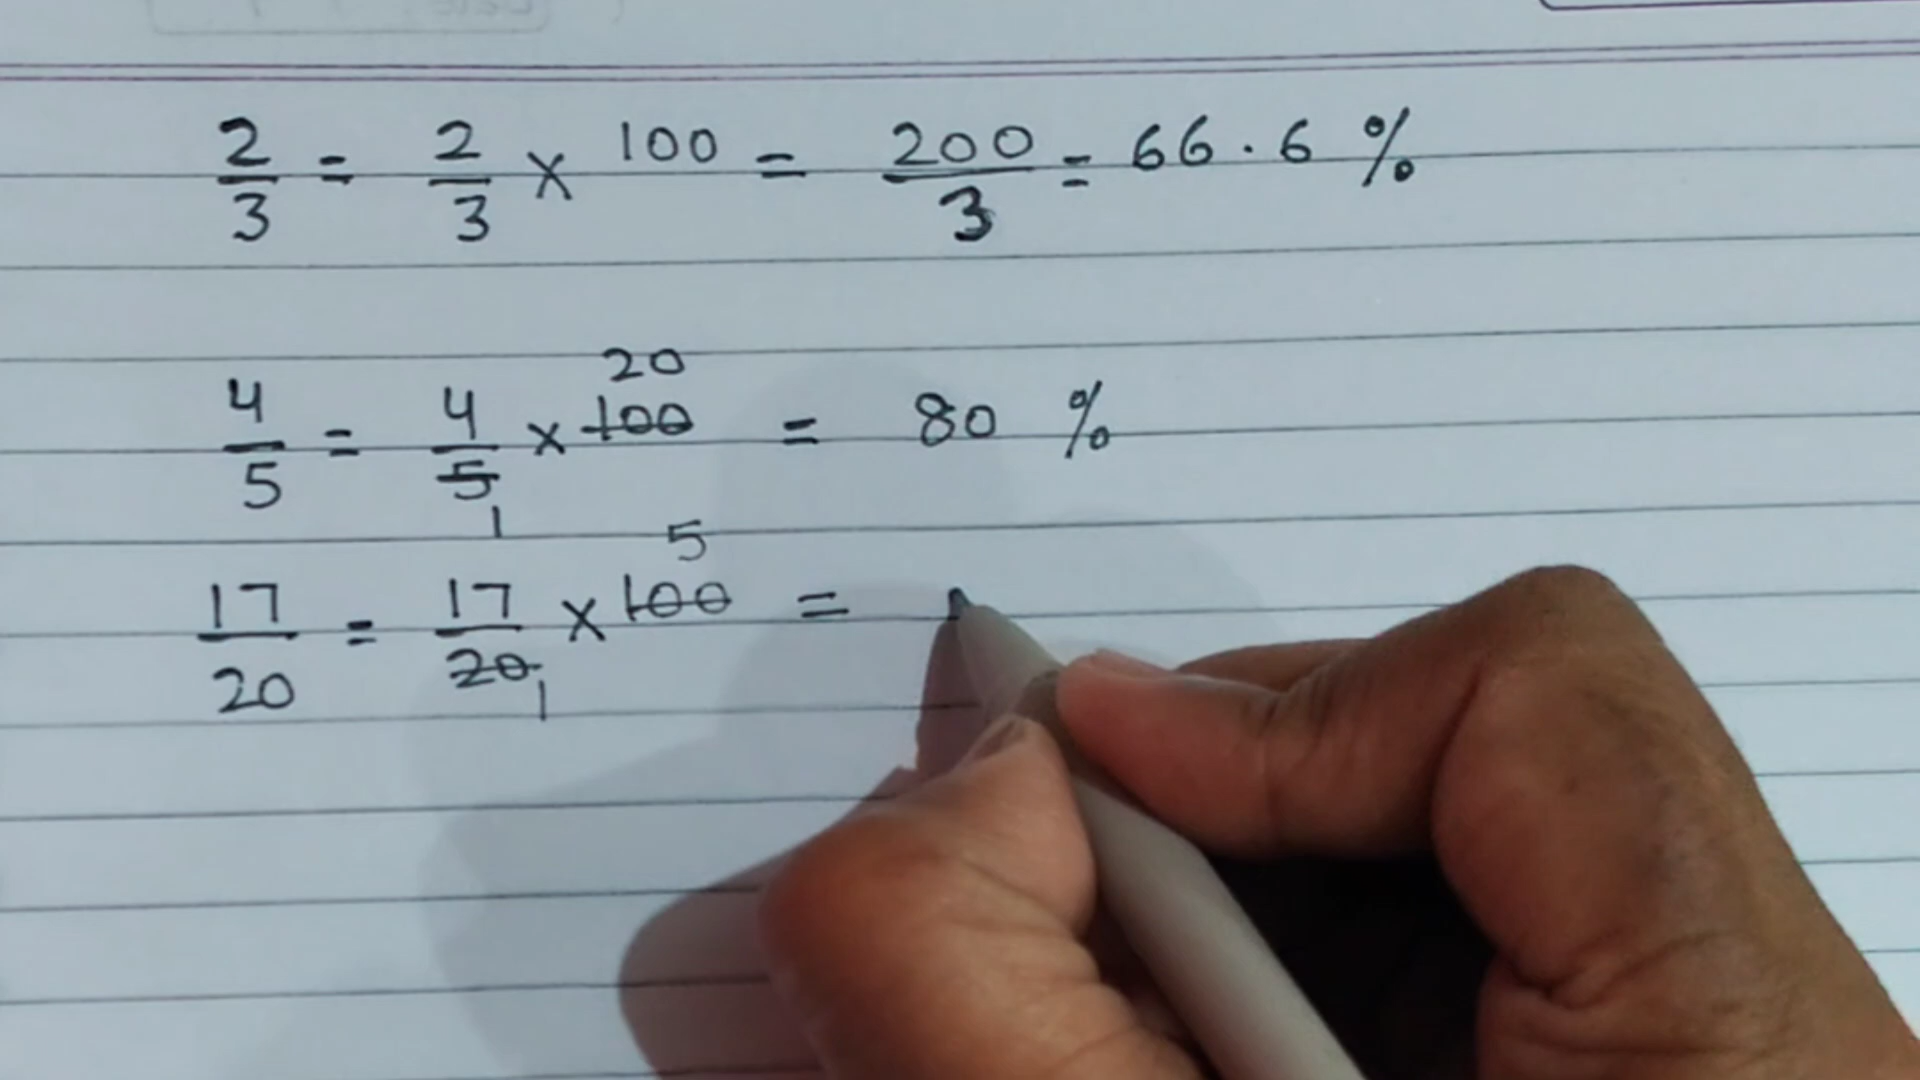 2/3 = 2/3 × 100 = 200/3 = 66.6 %
20
4/5 = 4/5 × 100 = 80 %
1
5
17/20 = 17/20 × 100 =
1